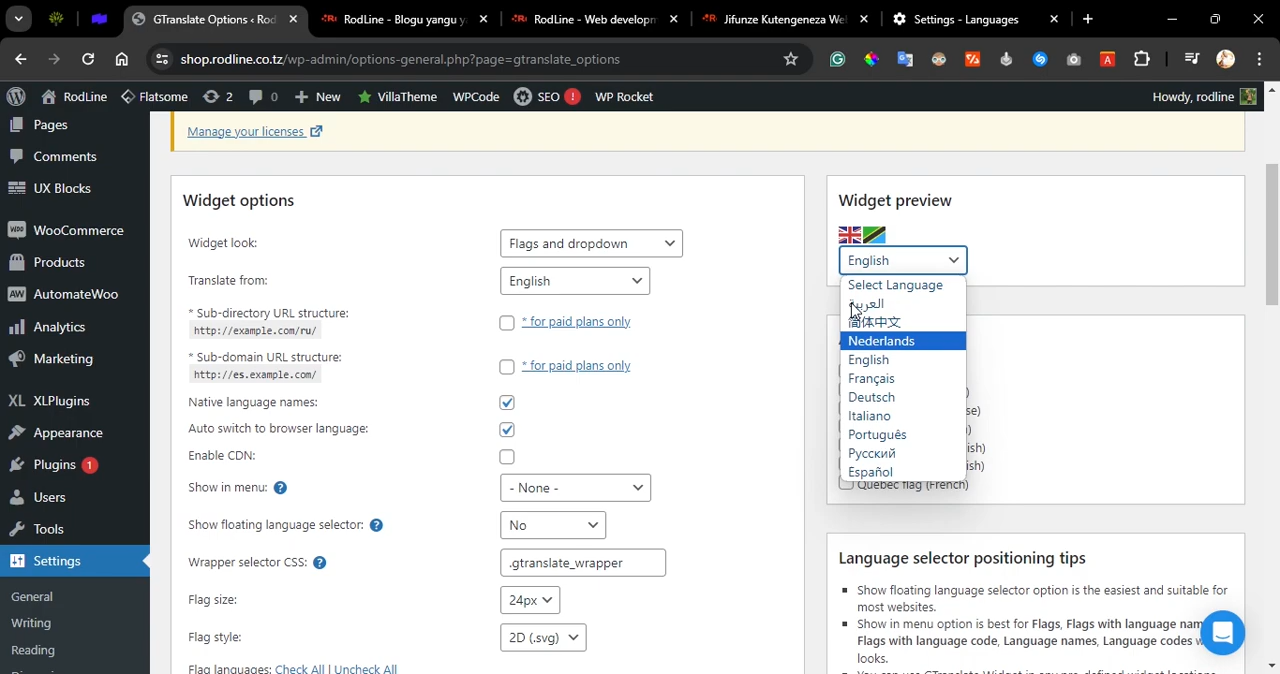 GTranslate Options ‹ Rod
RodLine - Blogu yangu y
RodLine - Web developm
Jifunze Kutengeneza We
Settings - Languages
shop.rodline.co.tz/wp-admin/options-general.php?page=gtranslate_options
RodLine
Flatsome
2
0
New
VillaTheme
WPCode
SEO !
WP Rocket
Howdy, rodline
Pages
Comments
UX Blocks
WooCommerce
Products
AutomateWoo
Analytics
Marketing
XLPlugins
Appearance
Plugins 1
Users
Tools
Settings
General
Writing
Reading
Manage your licenses
Widget options
Widget look:
Flags and dropdown
Translate from:
English
* Sub-directory URL structure:
http://example.com/ru/
* for paid plans only
* Sub-domain URL structure:
http://es.example.com/
* for paid plans only
Native language names:
Auto switch to browser language:
Enable CDN:
Show in menu: ?
- None -
Show floating language selector: ?
No
Wrapper selector CSS: ?
.gtranslate_wrapper
Flag size:
24px
Flag style:
2D (.svg)
Flag languages: Check All | Uncheck All
Widget preview
English
Select Language
العربية
简体中文
Nederlands
English
Français
Deutsch
Italiano
Português
Русский
Español
Quebec flag (French)
Language selector positioning tips
Show floating language selector option is the easiest and suitable for
most websites.
Show in menu option is best for Flags, Flags with language nam
Flags with language code, Language names, Language codes w
looks.